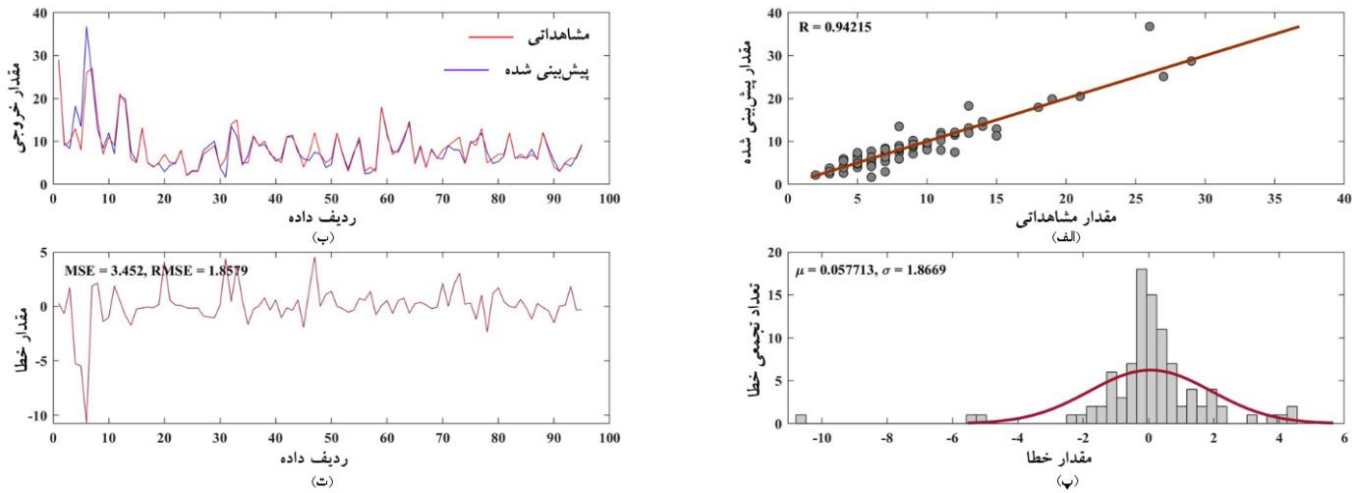 R = 0.94215
مقدار پیش‌بینی شده
40
30
20
10
0
0 5 10 15 20 25 30 35 40
مقدار مشاهداتی
(الف)
مشاهداتی
پیش‌بینی شده
مقدار خروجی
40
30
20
10
0
0 10 20 30 40 50 60 70 80 90 100
ردیف داده
(ب)
μ = 0.057713, σ = 1.8669
تعداد تجمعی خطا
20
15
10
5
0
-10 -8 -6 -4 -2 0 2 4 6
مقدار خطا
(پ)
MSE = 3.452, RMSE = 1.8579
مقدار خطا
5
0
-5
-10
0 10 20 30 40 50 60 70 80 90 100
ردیف داده
(ت)